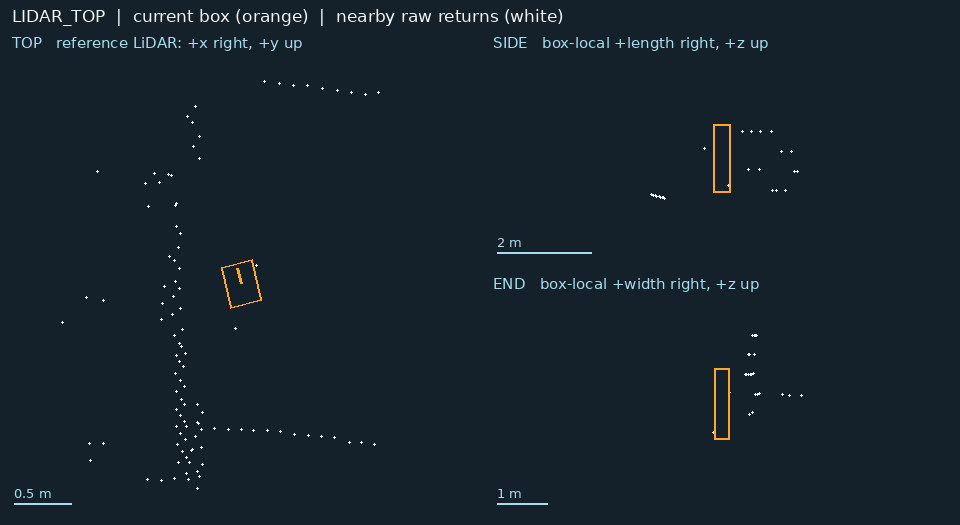 LIDAR_TOP | current box (orange) | nearby raw returns (white)
TOP reference LiDAR: +x right, +y up
SIDE box-local +length right, +z up
2 m
END box-local +width right, +z up
0.5 m
1 m